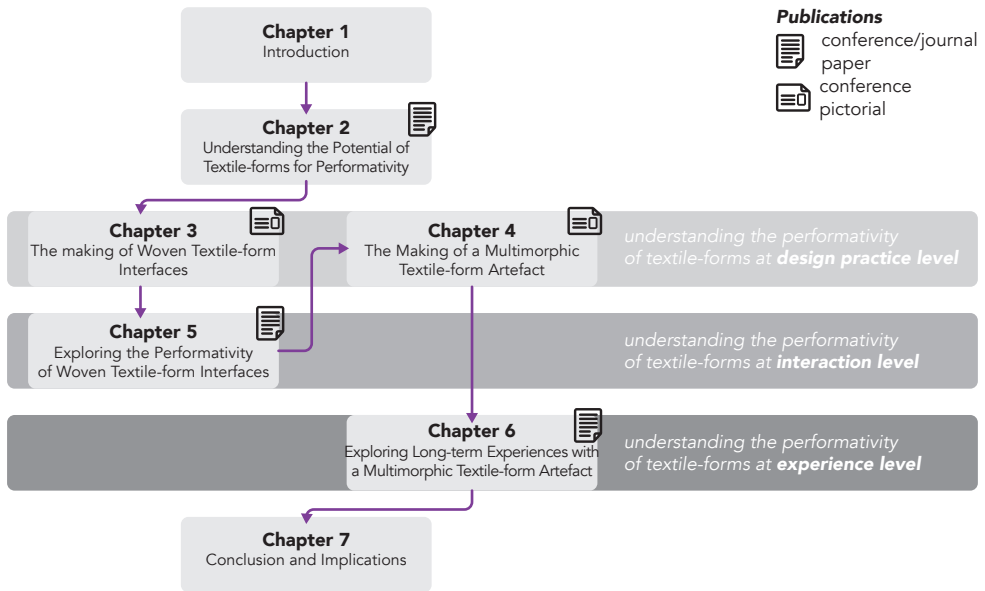 Publications
conference/journal
paper
conference
pictorial
Chapter 1
Introduction
Chapter 2
Understanding the Potential of
Textile-forms for Performativity
Chapter 3
The making of Woven Textile-form
Interfaces
Chapter 4
The Making of a Multimorphic
Textile-form Artefact
understanding the performativity
of textile-forms at design practice level
Chapter 5
Exploring the Performativity
of Woven Textile-form Interfaces
understanding the performativity
of textile-forms at interaction level
Chapter 6
Exploring Long-term Experiences with
a Multimorphic Textile-form Artefact
understanding the performativity
of textile-forms at experience level
Chapter 7
Conclusion and Implications